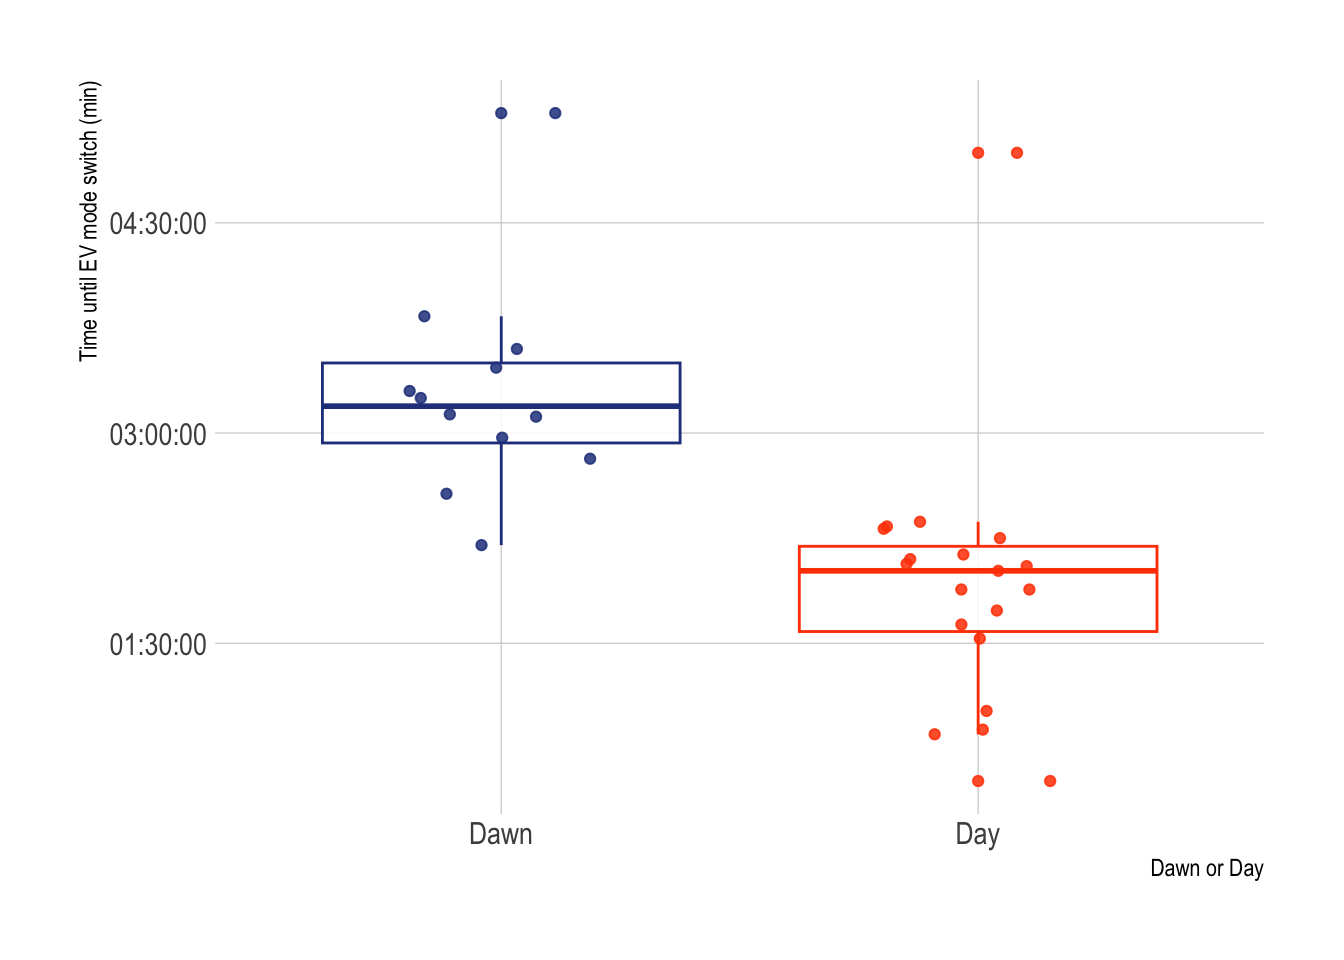 Time until EV mode switch (min)
04:30:00
03:00:00
01:30:00
Dawn
Day
Dawn or Day